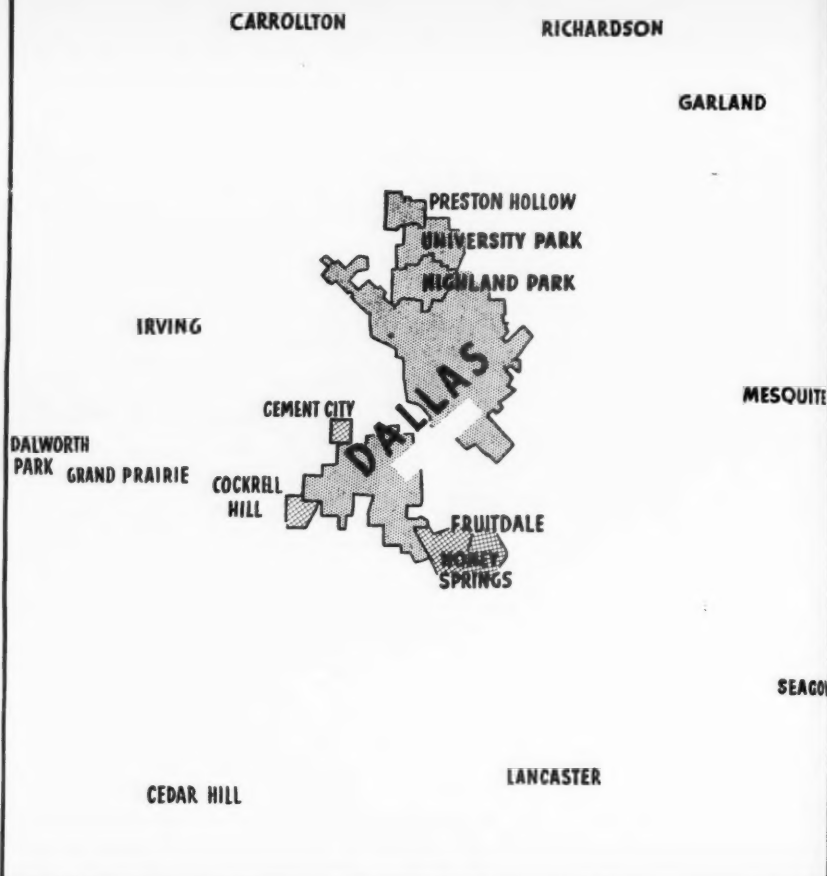 CARROLLTON
RICHARDSON
GARLAND
PRESTON HOLLOW
UNIVERSITY PARK
HIGHLAND PARK
IRVING
DALLAS
MESQUITE
CEMENT CITY
DALWORTH
PARK
GRAND PRAIRIE
COCKRELL
HILL
FRUITDALE
HONEY
SPRINGS
SEAGO
LANCASTER
CEDAR HILL